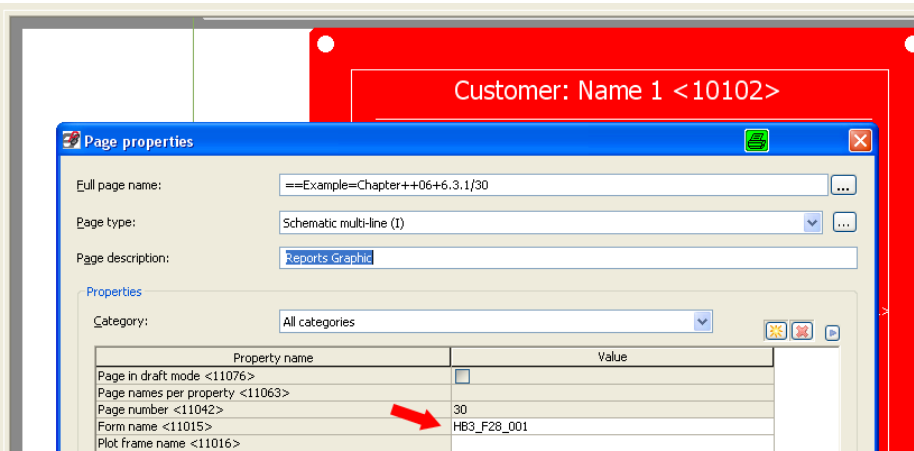 Customer: Name 1 <10102>
Page properties
Full page name: ==Example=Chapter++06+6.3.1/30 ...
Page type: Schematic multi-line (I) ...
Page description: Reports Graphic
Properties
Category: All categories
>
Property name Value
Page in draft mode <11076>
Page names per property <11063>
Page number <11042> 30
Form name <11015> HB3_F28_001
Plot frame name <11016>